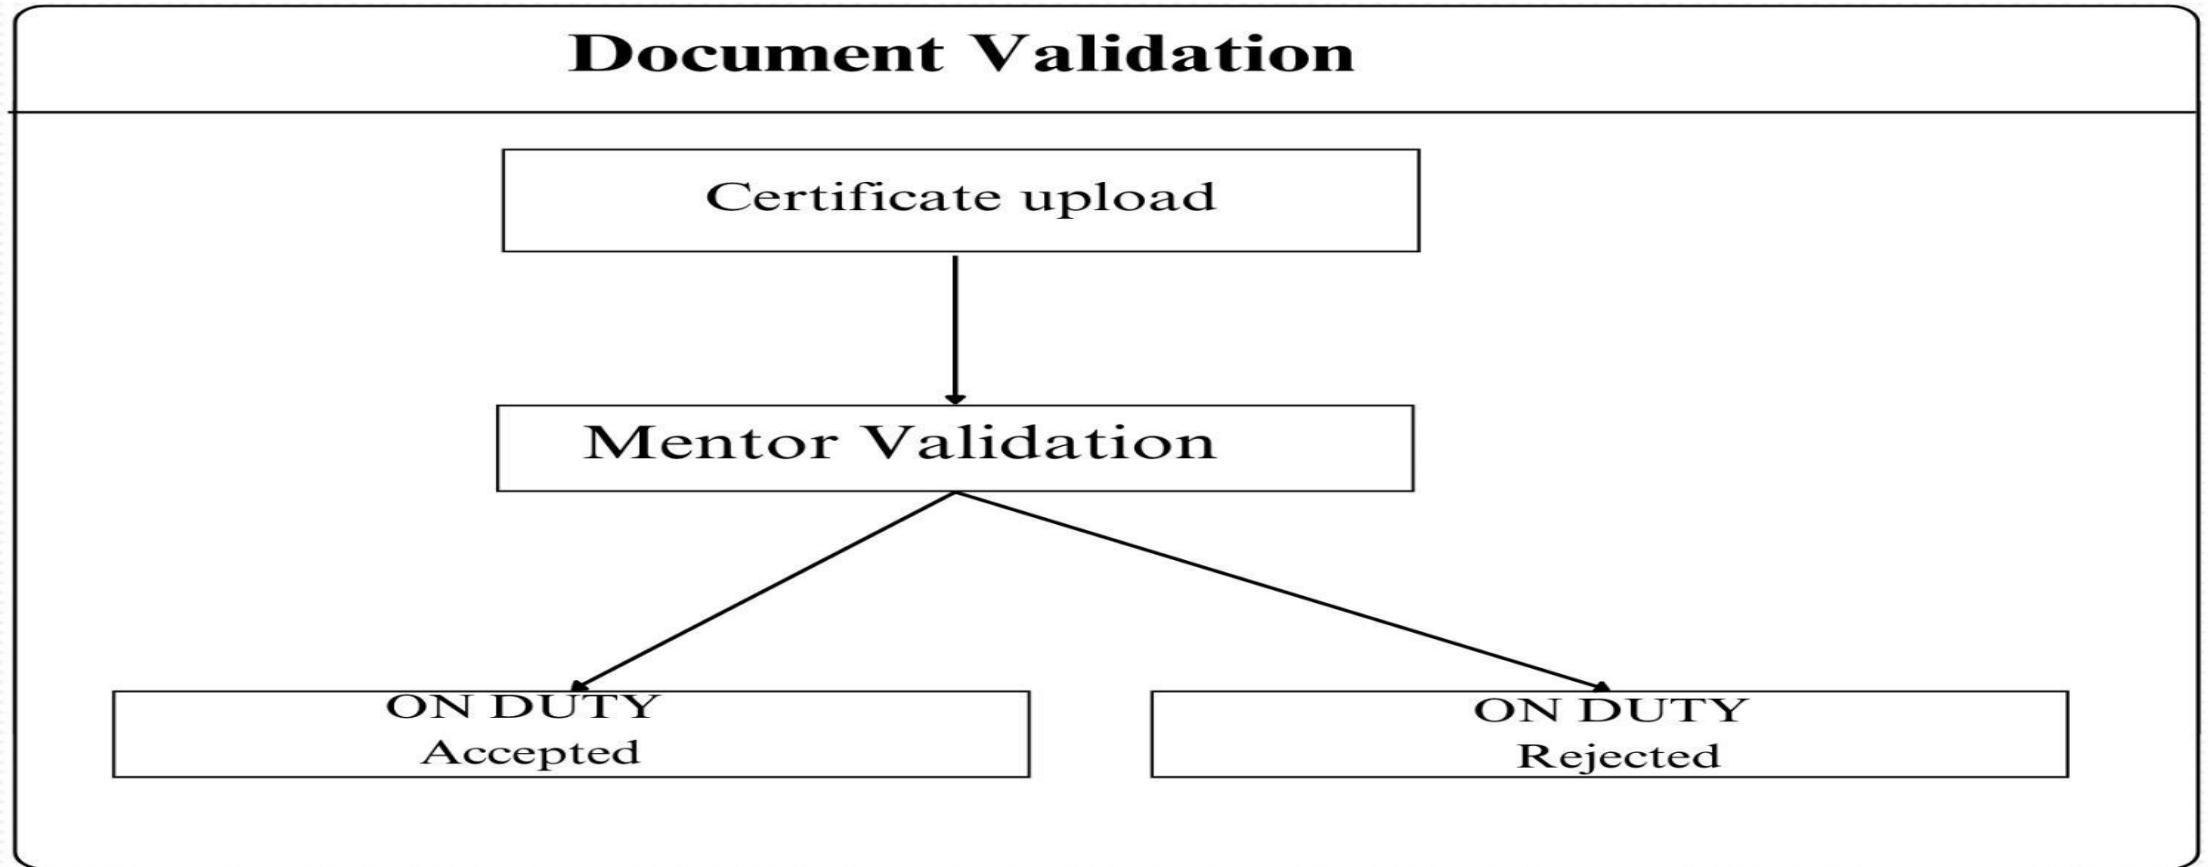 Document Validation
Certificate upload
Mentor Validation
ON DUTY
Accepted
ON DUTY
Rejected